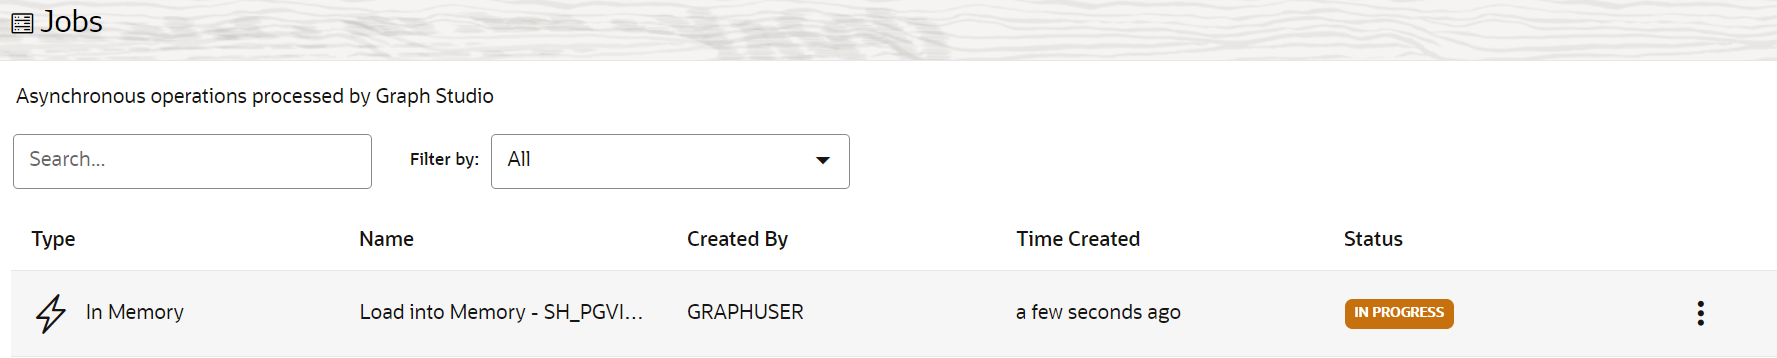 Jobs
Asynchronous operations processed by Graph Studio
Search...
Filter by: All
Type Name Created By Time Created Status
In Memory Load into Memory - SH_PGVI... GRAPHUSER a few seconds ago IN PROGRESS